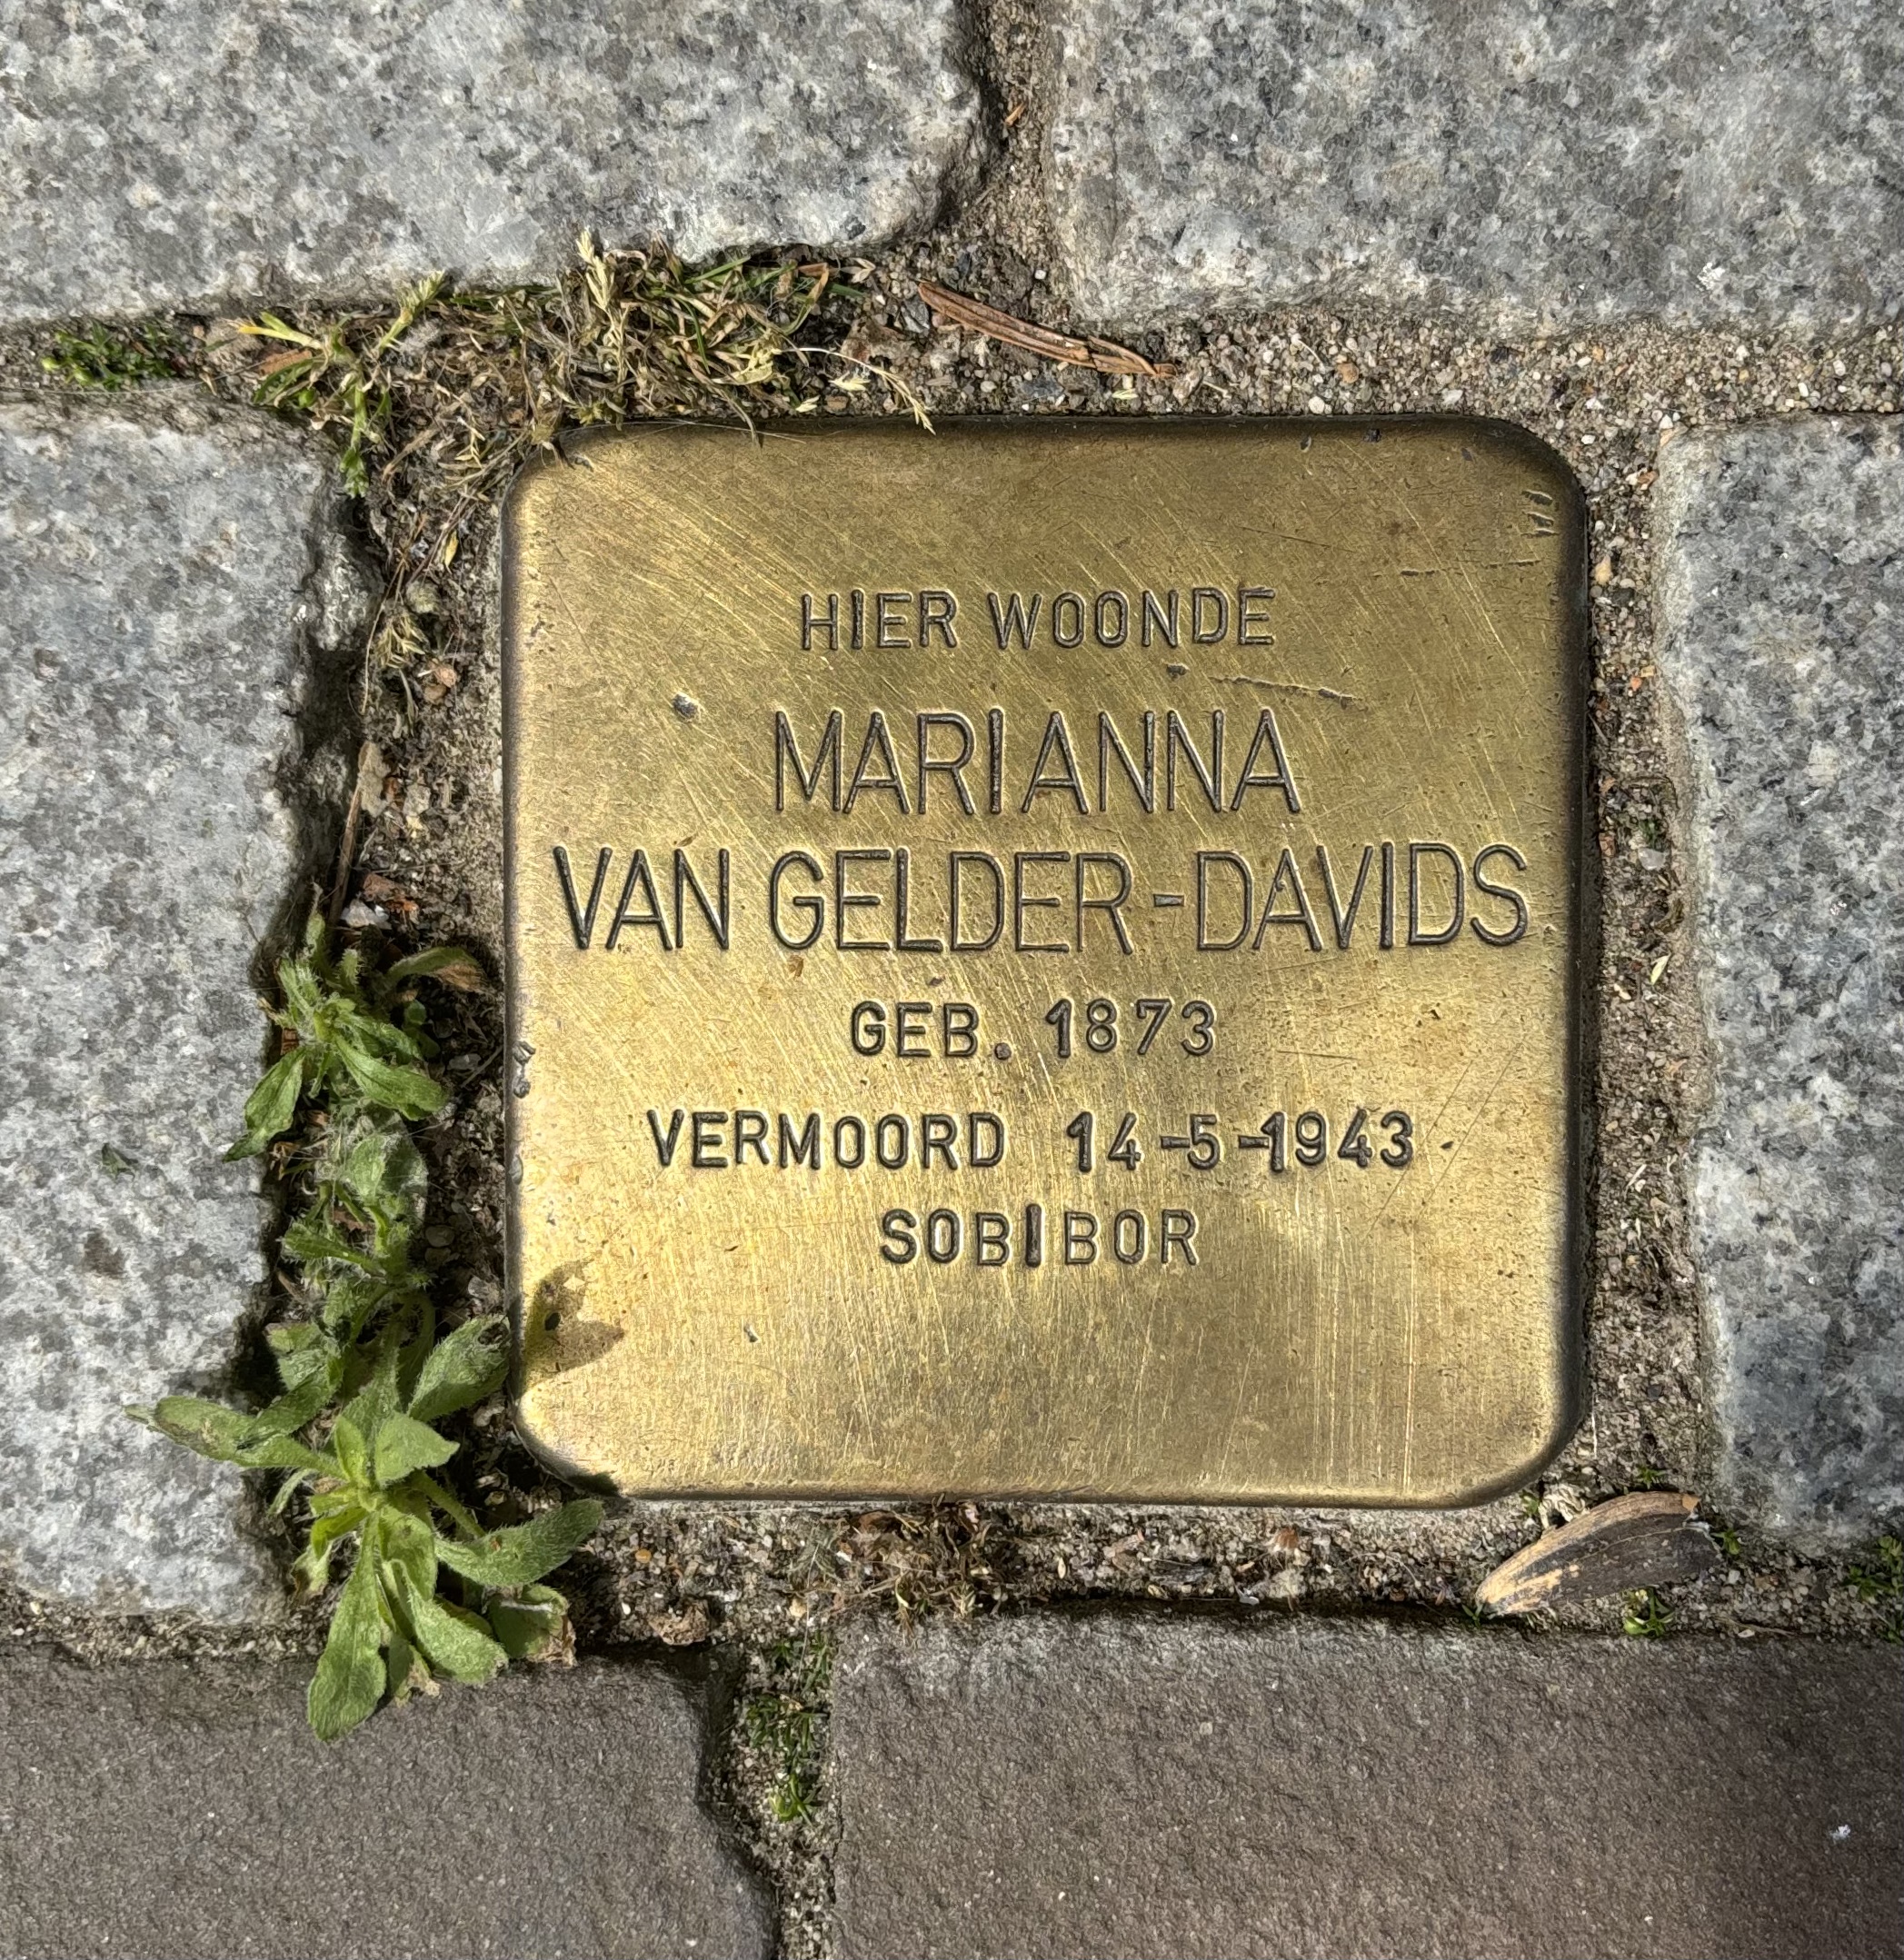 HIER WOONDE
MARIANNA
VAN GELDER-DAVIDS
GEB. 1873
VERMOORD 14-5-1943
SOBIBOR